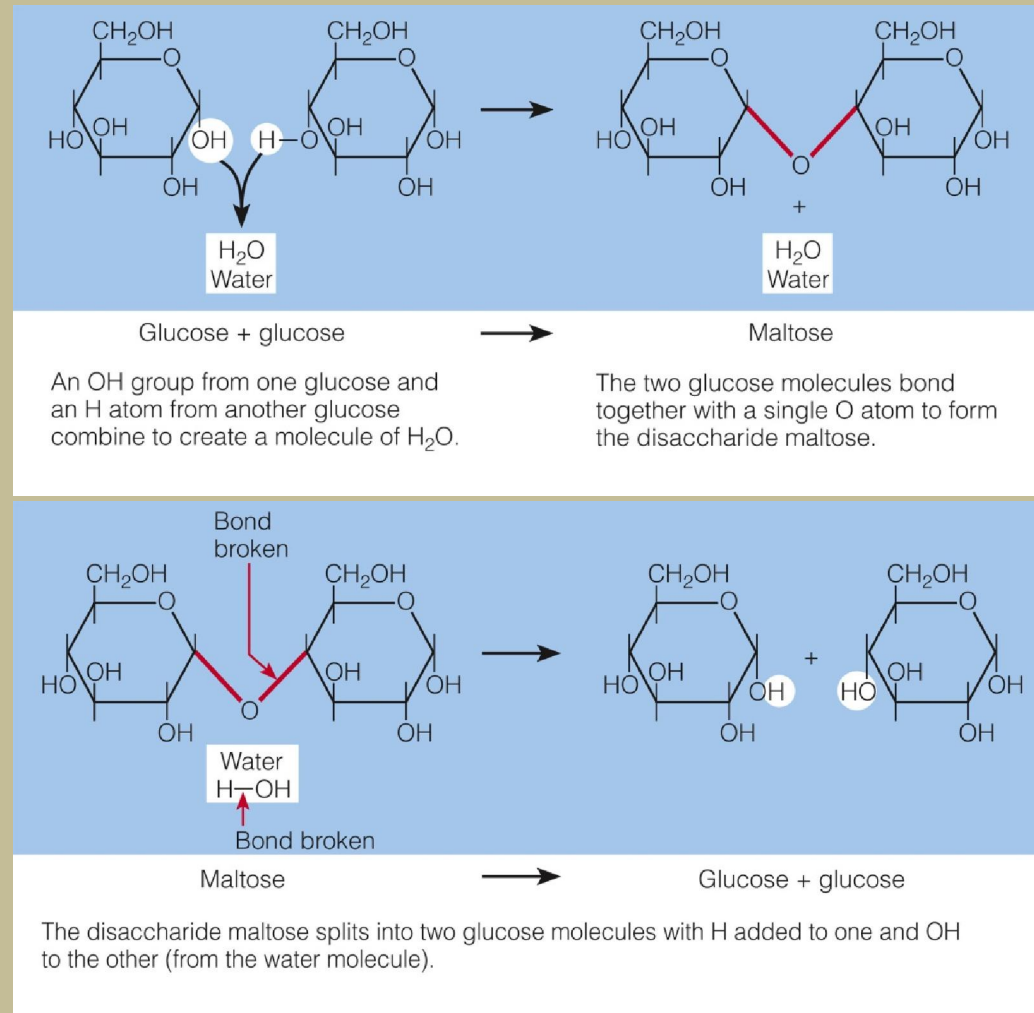 CH₂OH CH₂OH CH₂OH CH₂OH
O O O O
HO OH OH H–O OH OH HO OH OH OH
OH OH OH O OH
+
H₂O H₂O
Water Water
Glucose + glucose Maltose
An OH group from one glucose and
an H atom from another glucose
combine to create a molecule of H₂O.
The two glucose molecules bond
together with a single O atom to form
the disaccharide maltose.
Bond
broken
CH₂OH CH₂OH CH₂OH CH₂OH
O O O O
+
HO OH OH OH HO OH OH HO OH OH
OH O OH OH OH
Water
H–OH
Bond broken
Maltose Glucose + glucose
The disaccharide maltose splits into two glucose molecules with H added to one and OH
to the other (from the water molecule).